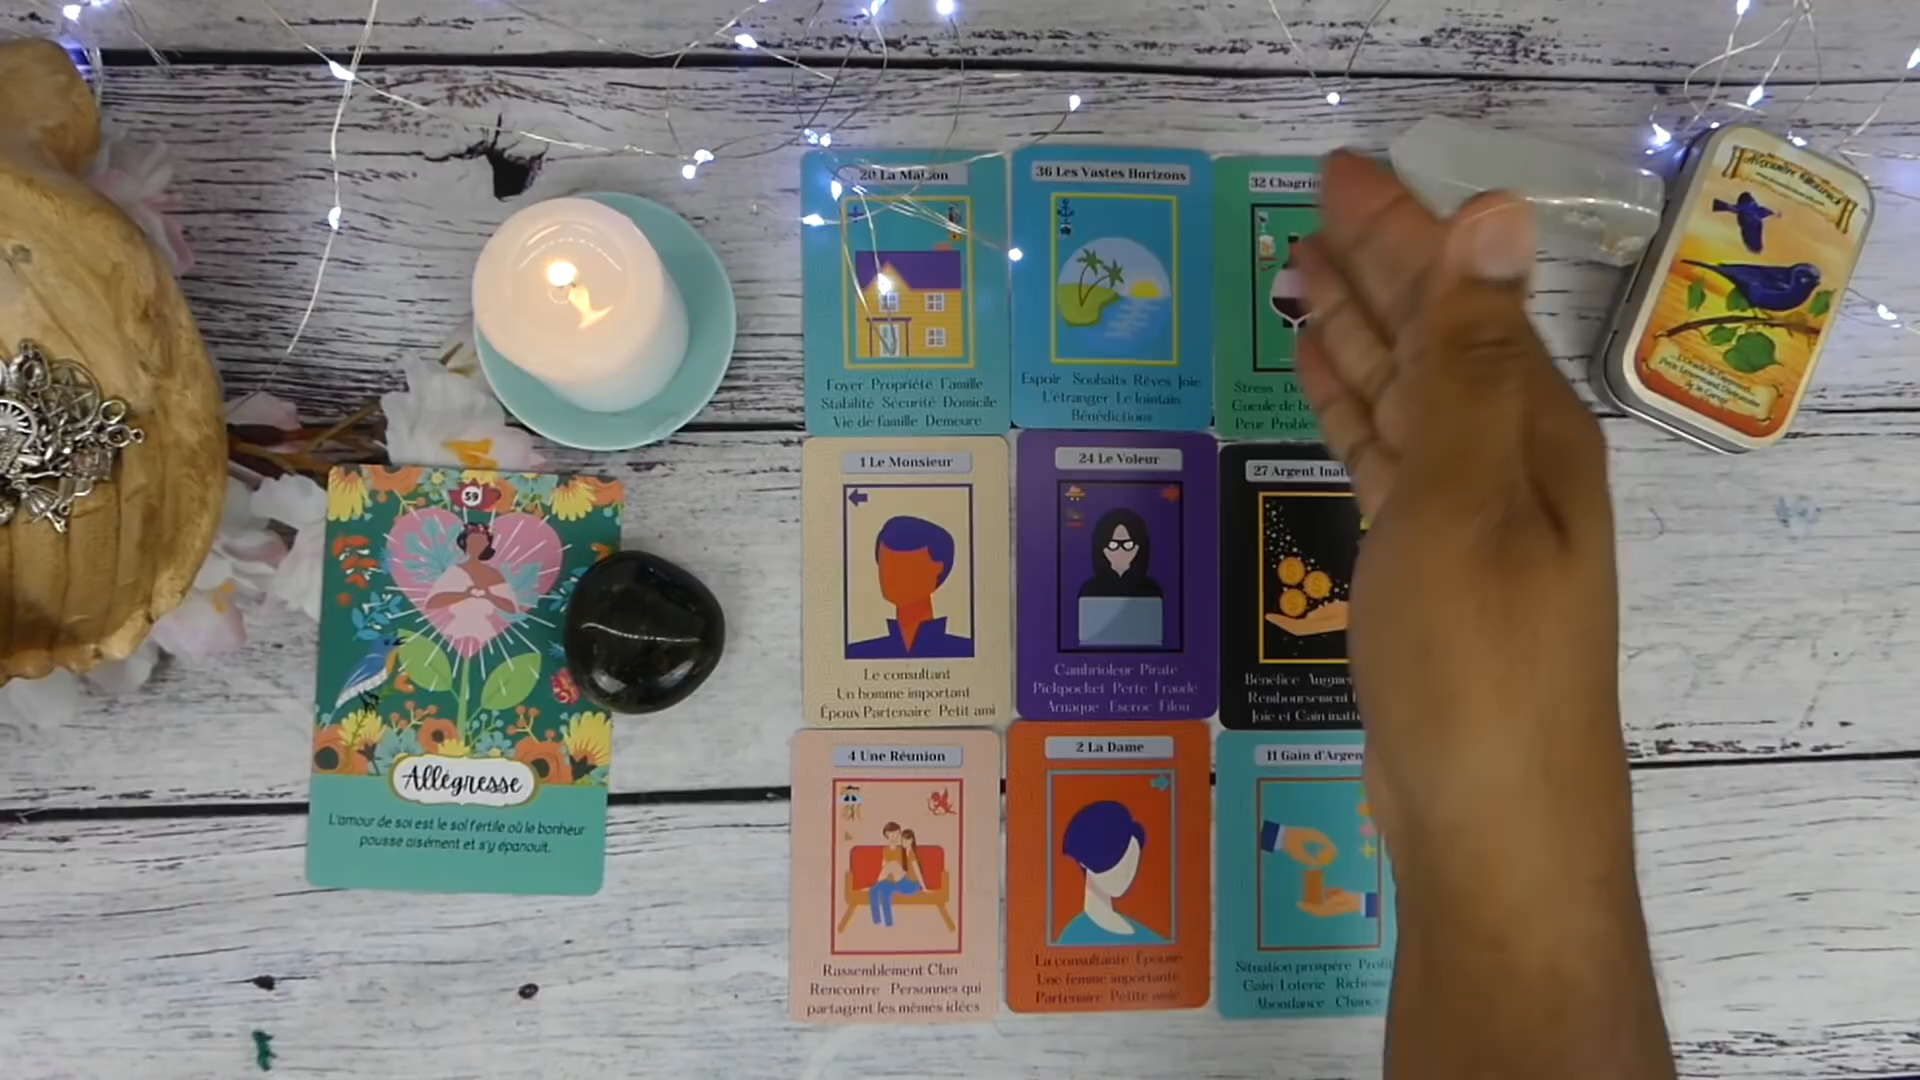 20 La Maison
Foyer Propriété Famille
Stabilité Sécurité Domicile
Vie de famille Demeure
36 Les Vastes Horizons
Espoir Souhaits Rêves Joie
L'étranger Le lointain
Bénédictions
32 Chagrin
Stress
Gueule de
Peur
1 Le Monsieur
Le consultant
Un homme important
Époux Partenaire Petit ami
24 Le Voleur
Cambrioleur Pirate
Pickpocket Perte Fraude
Arnaque Escroc Filou
27 Argent
Bénéfice
Remboursement
Joie et Gain
4 Une Réunion
Rassemblement Clan
Rencontre Personnes qui
partagent les mêmes idées
2 La Dame
La consultante Épouse
Une femme importante
Partenaire Petite amie
11 Gain d'Argen
Situation prospère
Gain Loterie
Abondance
59
Allégresse
L'amour de soi est le sol fertile où le bonheur
pousse aisément et s'y épanouit.